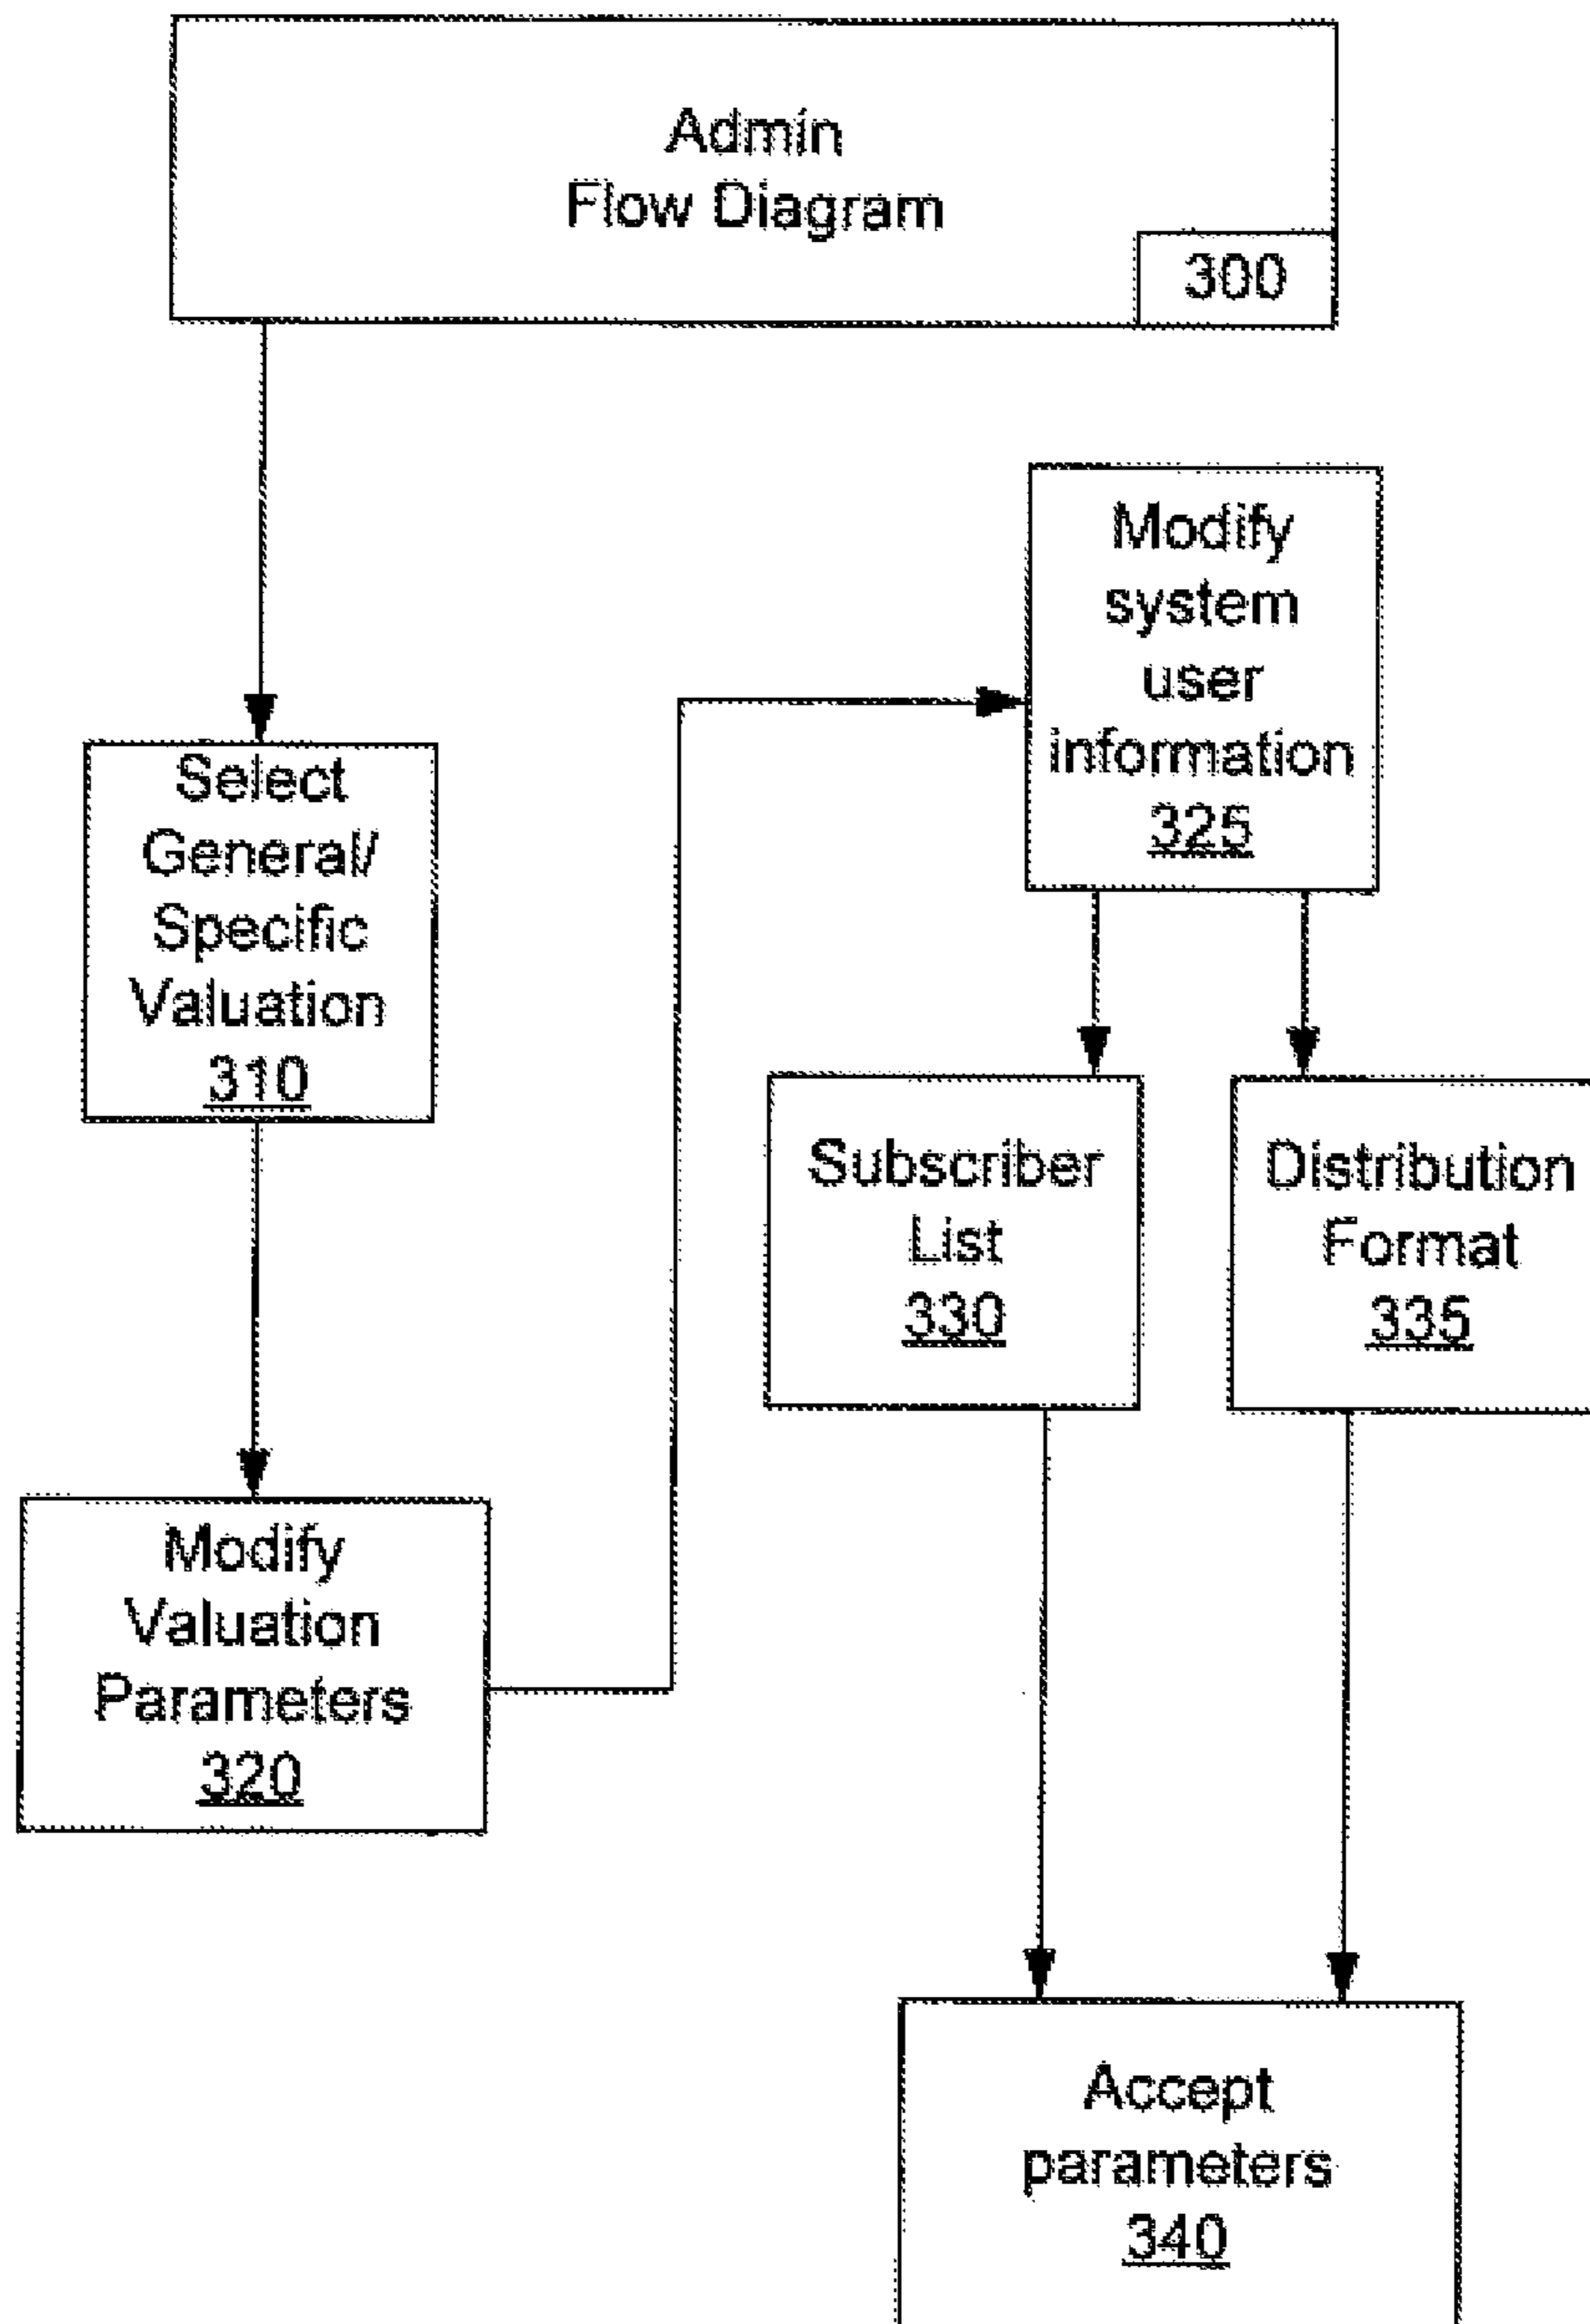 Admin
Flow Diagram
300
Select
General/
Specific
Valuation
310
Modify
Valuation
Parameters
320
Modify
system
user
information
325
Subscriber
List
330
Distribution
Format
335
Accept
parameters
340